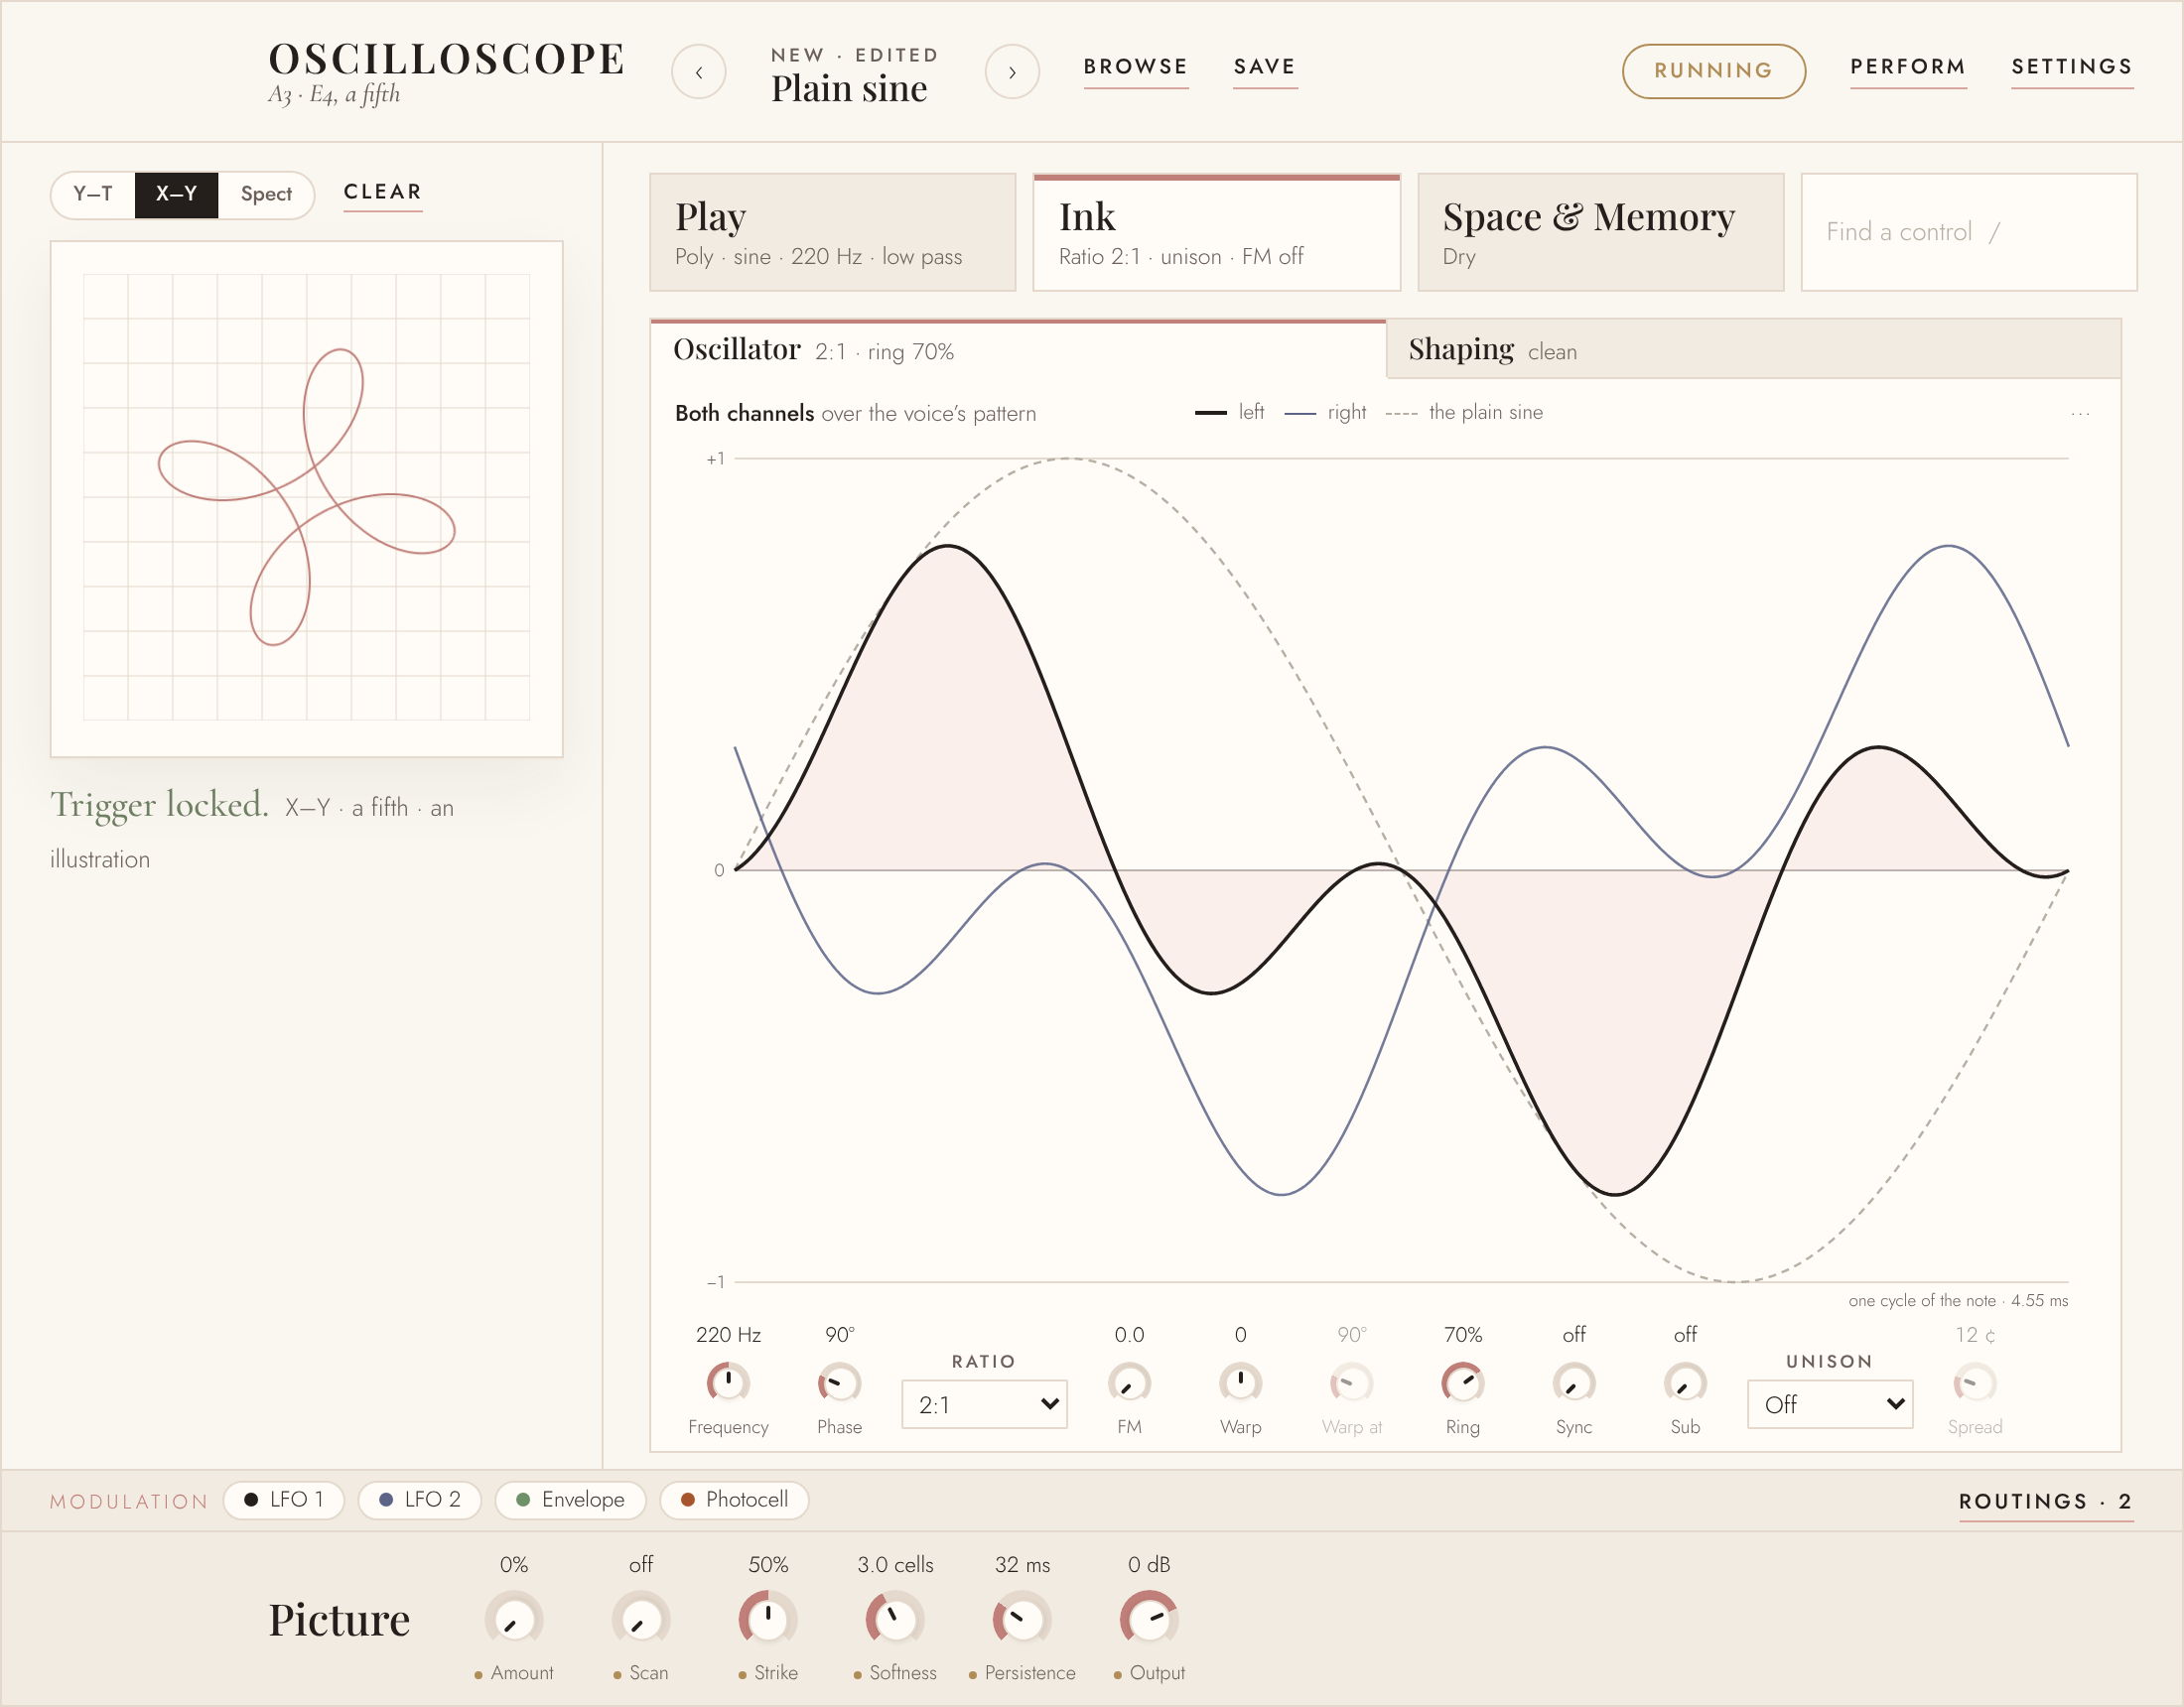 OSCILLOSCOPE
A3 · E4, a fifth
‹
NEW · EDITED
Plain sine
›
BROWSE
SAVE
RUNNING
PERFORM
SETTINGS
Y–T
X–Y
Spect
CLEAR
Trigger locked. X–Y · a fifth · an
illustration
Play
Poly · sine · 220 Hz · low pass
Ink
Ratio 2:1 · unison · FM off
Space & Memory
Dry
Find a control /
Oscillator 2:1 · ring 70%
Shaping clean
Both channels over the voice’s pattern
left
right
the plain sine
...
+1
0
–1
one cycle of the note · 4.55 ms
220 Hz
Frequency
90°
Phase
RATIO
2:1
0.0
FM
0
Warp
90°
Warp at
70%
Ring
off
Sync
off
Sub
UNISON
Off
12 ¢
Spread
MODULATION
LFO 1
LFO 2
Envelope
Photocell
ROUTINGS · 2
Picture
0%
Amount
off
Scan
50%
Strike
3.0 cells
Softness
32 ms
Persistence
0 dB
Output